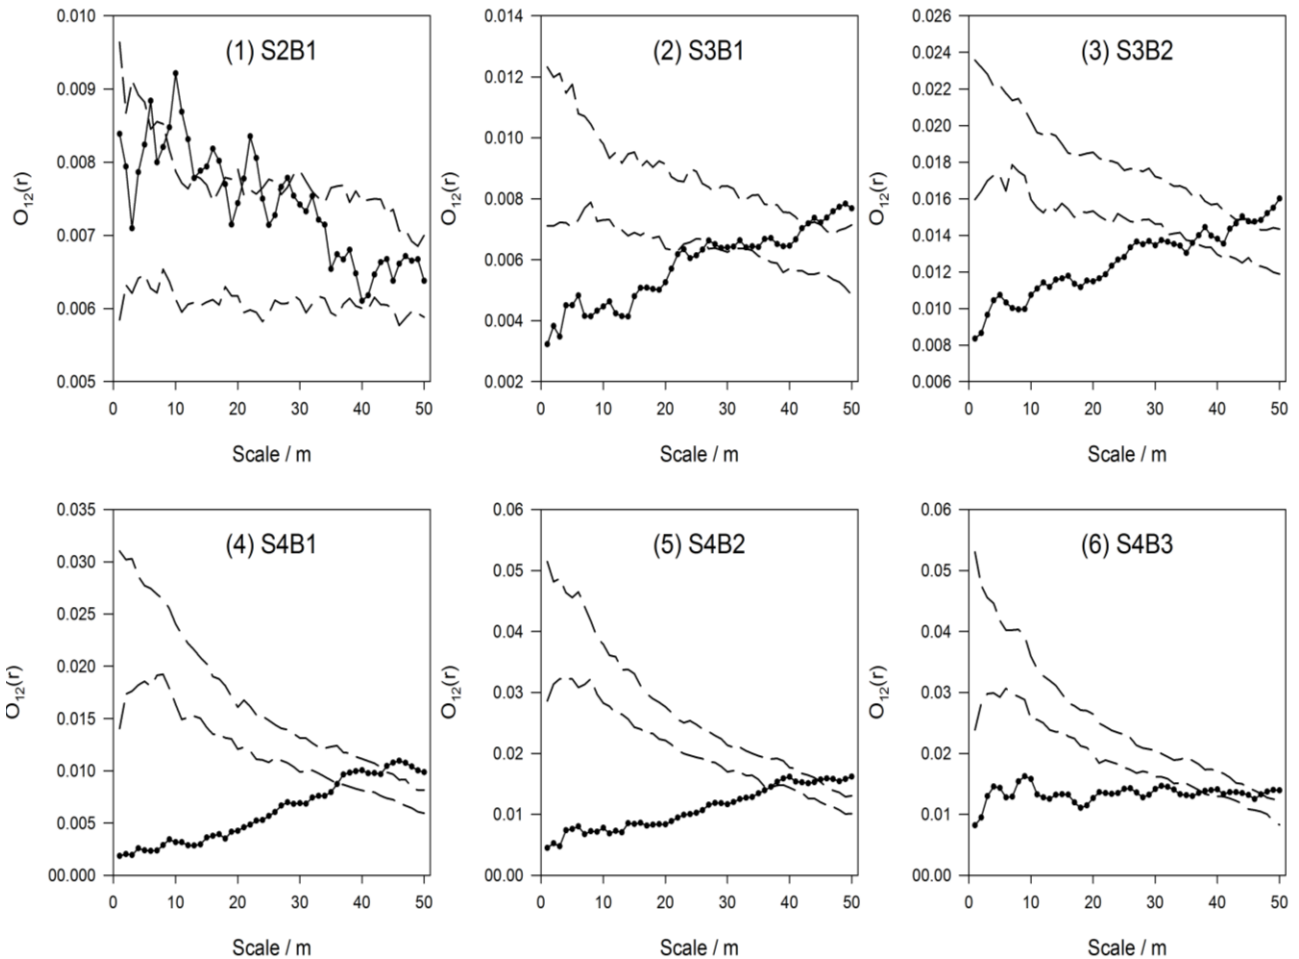 (1) S2B1
0.010
0.009
0.008
0.007
0.006
0.005
O12(r)
0 10 20 30 40 50
Scale / m
(2) S3B1
0.014
0.012
0.010
0.008
0.006
0.004
0.002
O12(r)
0 10 20 30 40 50
Scale / m
(3) S3B2
0.026
0.024
0.022
0.020
0.018
0.016
0.014
0.012
0.010
0.008
0.006
O12(r)
0 10 20 30 40 50
Scale / m
(4) S4B1
0.035
0.030
0.025
0.020
0.015
0.010
0.005
00.000
O12(r)
0 10 20 30 40 50
Scale / m
(5) S4B2
0.06
0.05
0.04
0.03
0.02
0.01
00.00
O12(r)
0 10 20 30 40 50
Scale / m
(6) S4B3
0.06
0.05
0.04
0.03
0.02
0.01
00.00
O12(r)
0 10 20 30 40 50
Scale / m